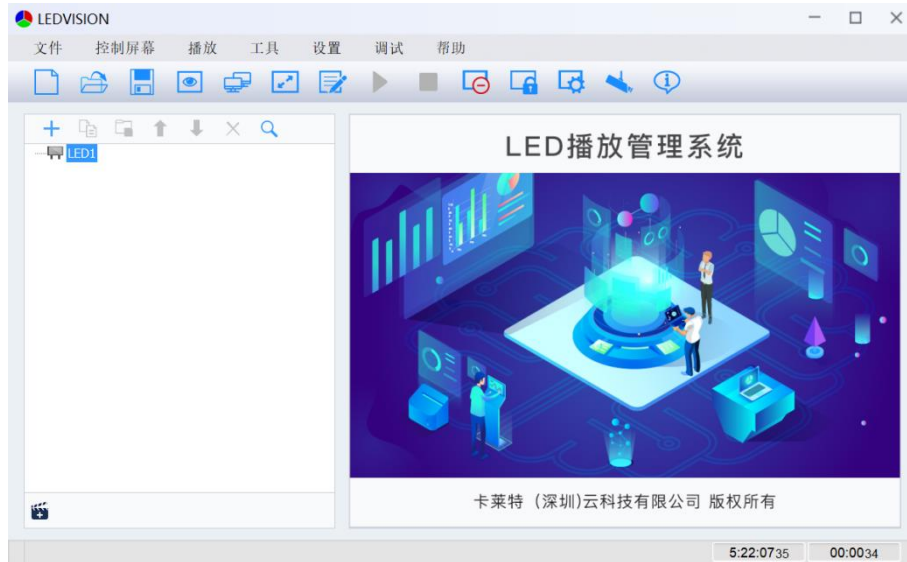 LEDVISION
文件 控制屏幕 播放 工具 设置 调试 帮助
LED1
LED播放管理系统
卡莱特（深圳)云科技有限公司 版权所有
5:22:0735 00:0034